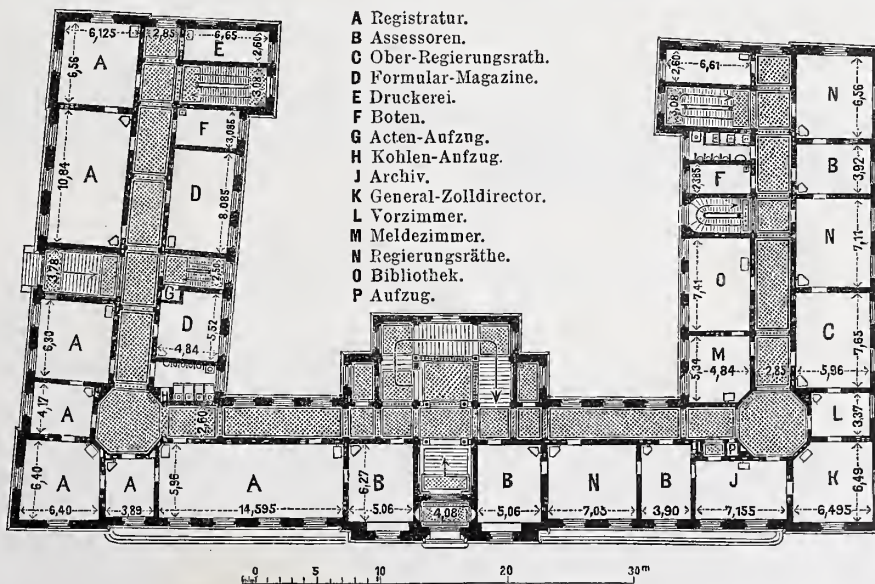 A Registratur.
B Assessoren.
C Ober-Regierungsrath.
D Formular-Magazine.
E Druckerei.
F Boten.
G Acten-Aufzug.
H Kohlen-Aufzug.
J Archiv.
K General-Zolldirector.
L Vorzimmer.
M Meldezimmer.
N Regierungsräthe.
O Bibliothek.
P Aufzug.
6,125 2,85 6,65
A 6,56 E 2,60
3,08
F 3,085
A 10,84
D 8,085
3,78
G
A 6,30
D 5,52
4,84
A 4,17
2,60
A 6,40
6,40
A
3,89
A 5,96
14,595
B 6,27
5,06
4,08
B
5,06
N
7,05
B
3,90
J
7,155
K 6,49
6,495
2,60 6,61
N 6,56
B 3,92
F
N 7,11
O 7,41
C 7,65
5,96
M 5,34
4,84 2,85
L 3,37
P
0 5 10 20 30m